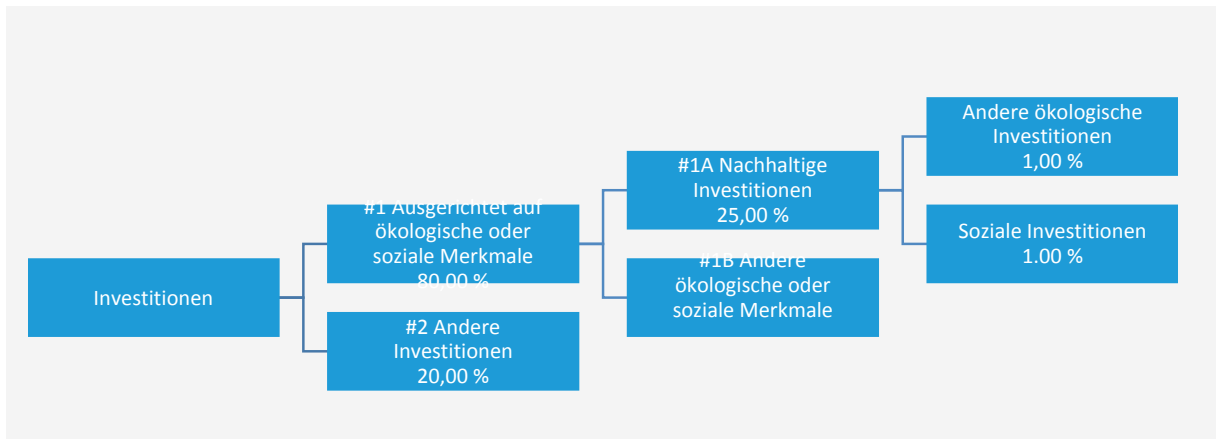 Investitionen
#1 Ausgerichtet auf
ökologische oder
soziale Merkmale
80,00 %
#2 Andere
Investitionen
20,00 %
#1A Nachhaltige
Investitionen
25,00 %
#1B Andere
ökologische oder
soziale Merkmale
Andere ökologische
Investitionen
1,00 %
Soziale Investitionen
1.00 %